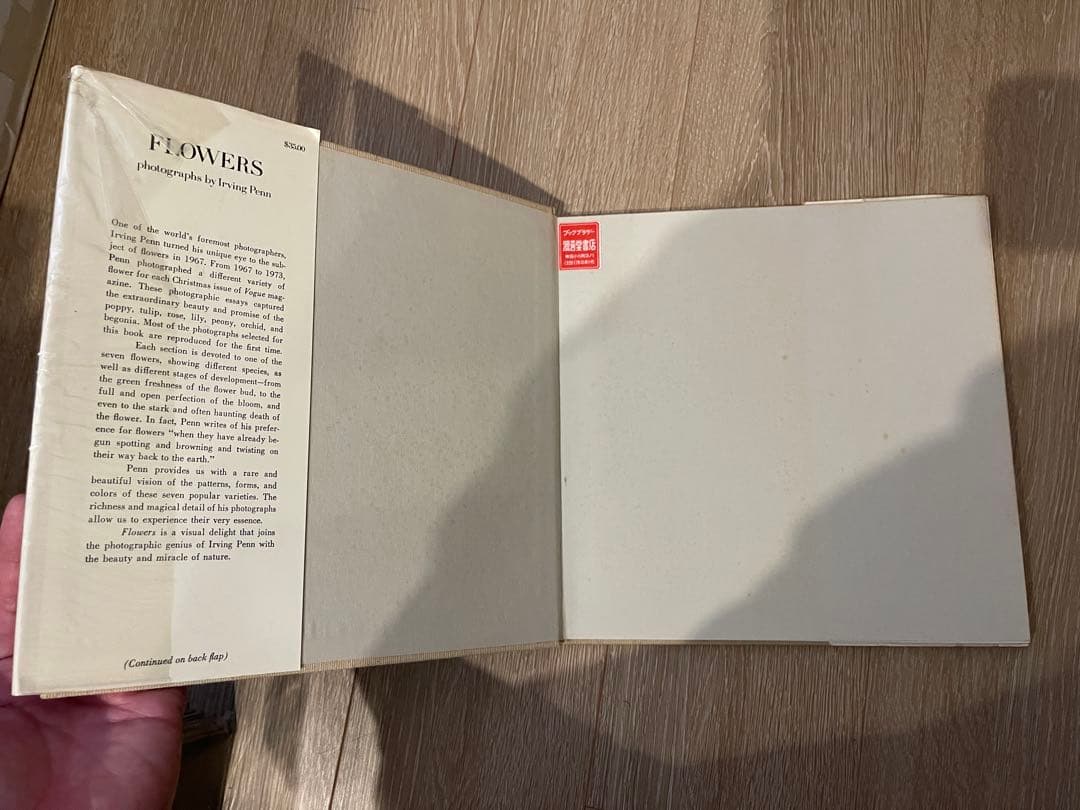 $35.00
FLOWERS
photographs by Irving Penn
One of the world's foremost photographers,
Irving Penn turned his unique eye to the sub-
ject of flowers in 1967. From 1967 to 1973,
Penn photographed a different variety of
flower for each Christmas issue of Vogue mag-
azine. These photographic essays captured
the extraordinary beauty and promise of the
poppy, tulip, rose, lily, peony, orchid, and
begonia. Most of the photographs selected for
this book are reproduced for the first time.
Each section is devoted to one of the
seven flowers, showing different species, as
well as different stages of development—from
the green freshness of the flower bud, to the
full and open perfection of the bloom, and
even to the stark and often haunting death of
the flower. In fact, Penn writes of his prefer-
ence for flowers "when they have already be-
gun spotting and browning and twisting on
their way back to the earth."
Penn provides us with a rare and
beautiful vision of the patterns, forms, and
colors of these seven popular varieties. The
richness and magical detail of his photographs
allow us to experience their very essence.
Flowers is a visual delight that joins
the photographic genius of Irving Penn with
the beauty and miracle of nature.
(Continued on back flap)
ブックブラザー
源喜堂書店